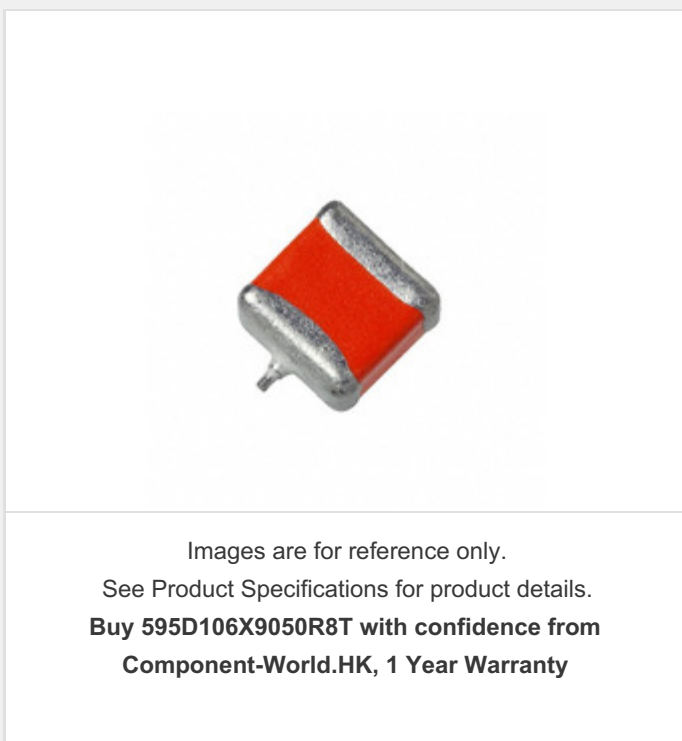 Images are for reference only.
See Product Specifications for product details.
Buy 595D106X9050R8T with confidence from
Component-World.HK, 1 Year Warranty